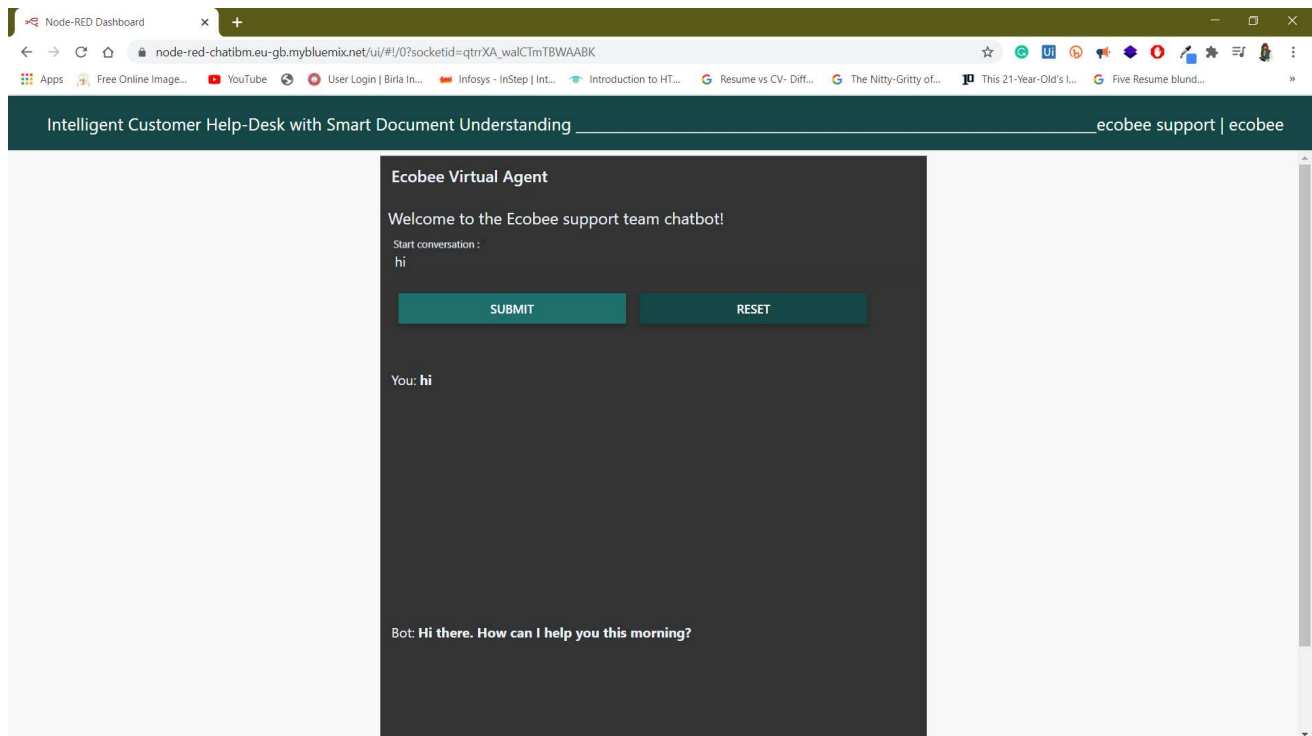 Node-RED Dashboard
node-red-chatibm.eu-gb.mybluemix.net/ui/#!/0?socketid=qtrrXA_walCTmTBWAABK
Apps Free Online Image... YouTube User Login | Birla In... Infosys - InStep | Int... Introduction to HT... Resume vs CV- Diff... The Nitty-Gritty of... This 21-Year-Old's I... Five Resume blund... »
Intelligent Customer Help-Desk with Smart Document Understanding ecobee support | ecobee
Ecobee Virtual Agent
Welcome to the Ecobee support team chatbot!
Start conversation :
hi
SUBMIT RESET
You: hi
Bot: Hi there. How can I help you this morning?